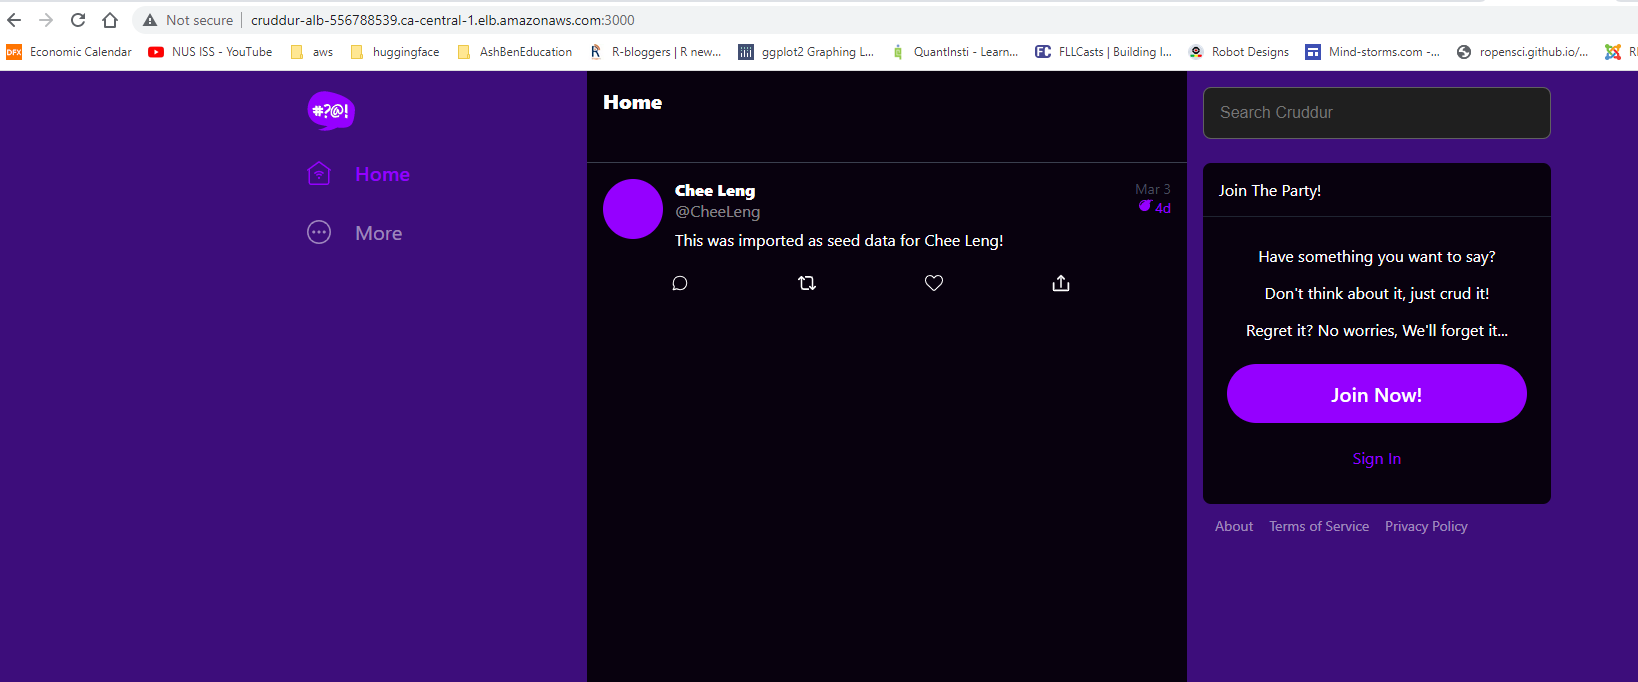 Not secure | cruddur-alb-556788539.ca-central-1.elb.amazonaws.com:3000
DFX Economic Calendar NUS ISS - YouTube aws huggingface AshBenEducation R R-bloggers | R new... ggplot2 Graphing L... QuantInsti - Learn... FC FLLCasts | Building I... Robot Designs Mind-storms.com -... ropensci.github.io/...
#?@!
Home
More
Home
Chee Leng
Mar 3
@CheeLeng
4d
This was imported as seed data for Chee Leng!
Search Cruddur
Join The Party!
Have something you want to say?
Don't think about it, just crud it!
Regret it? No worries, We'll forget it...
Join Now!
Sign In
About Terms of Service Privacy Policy